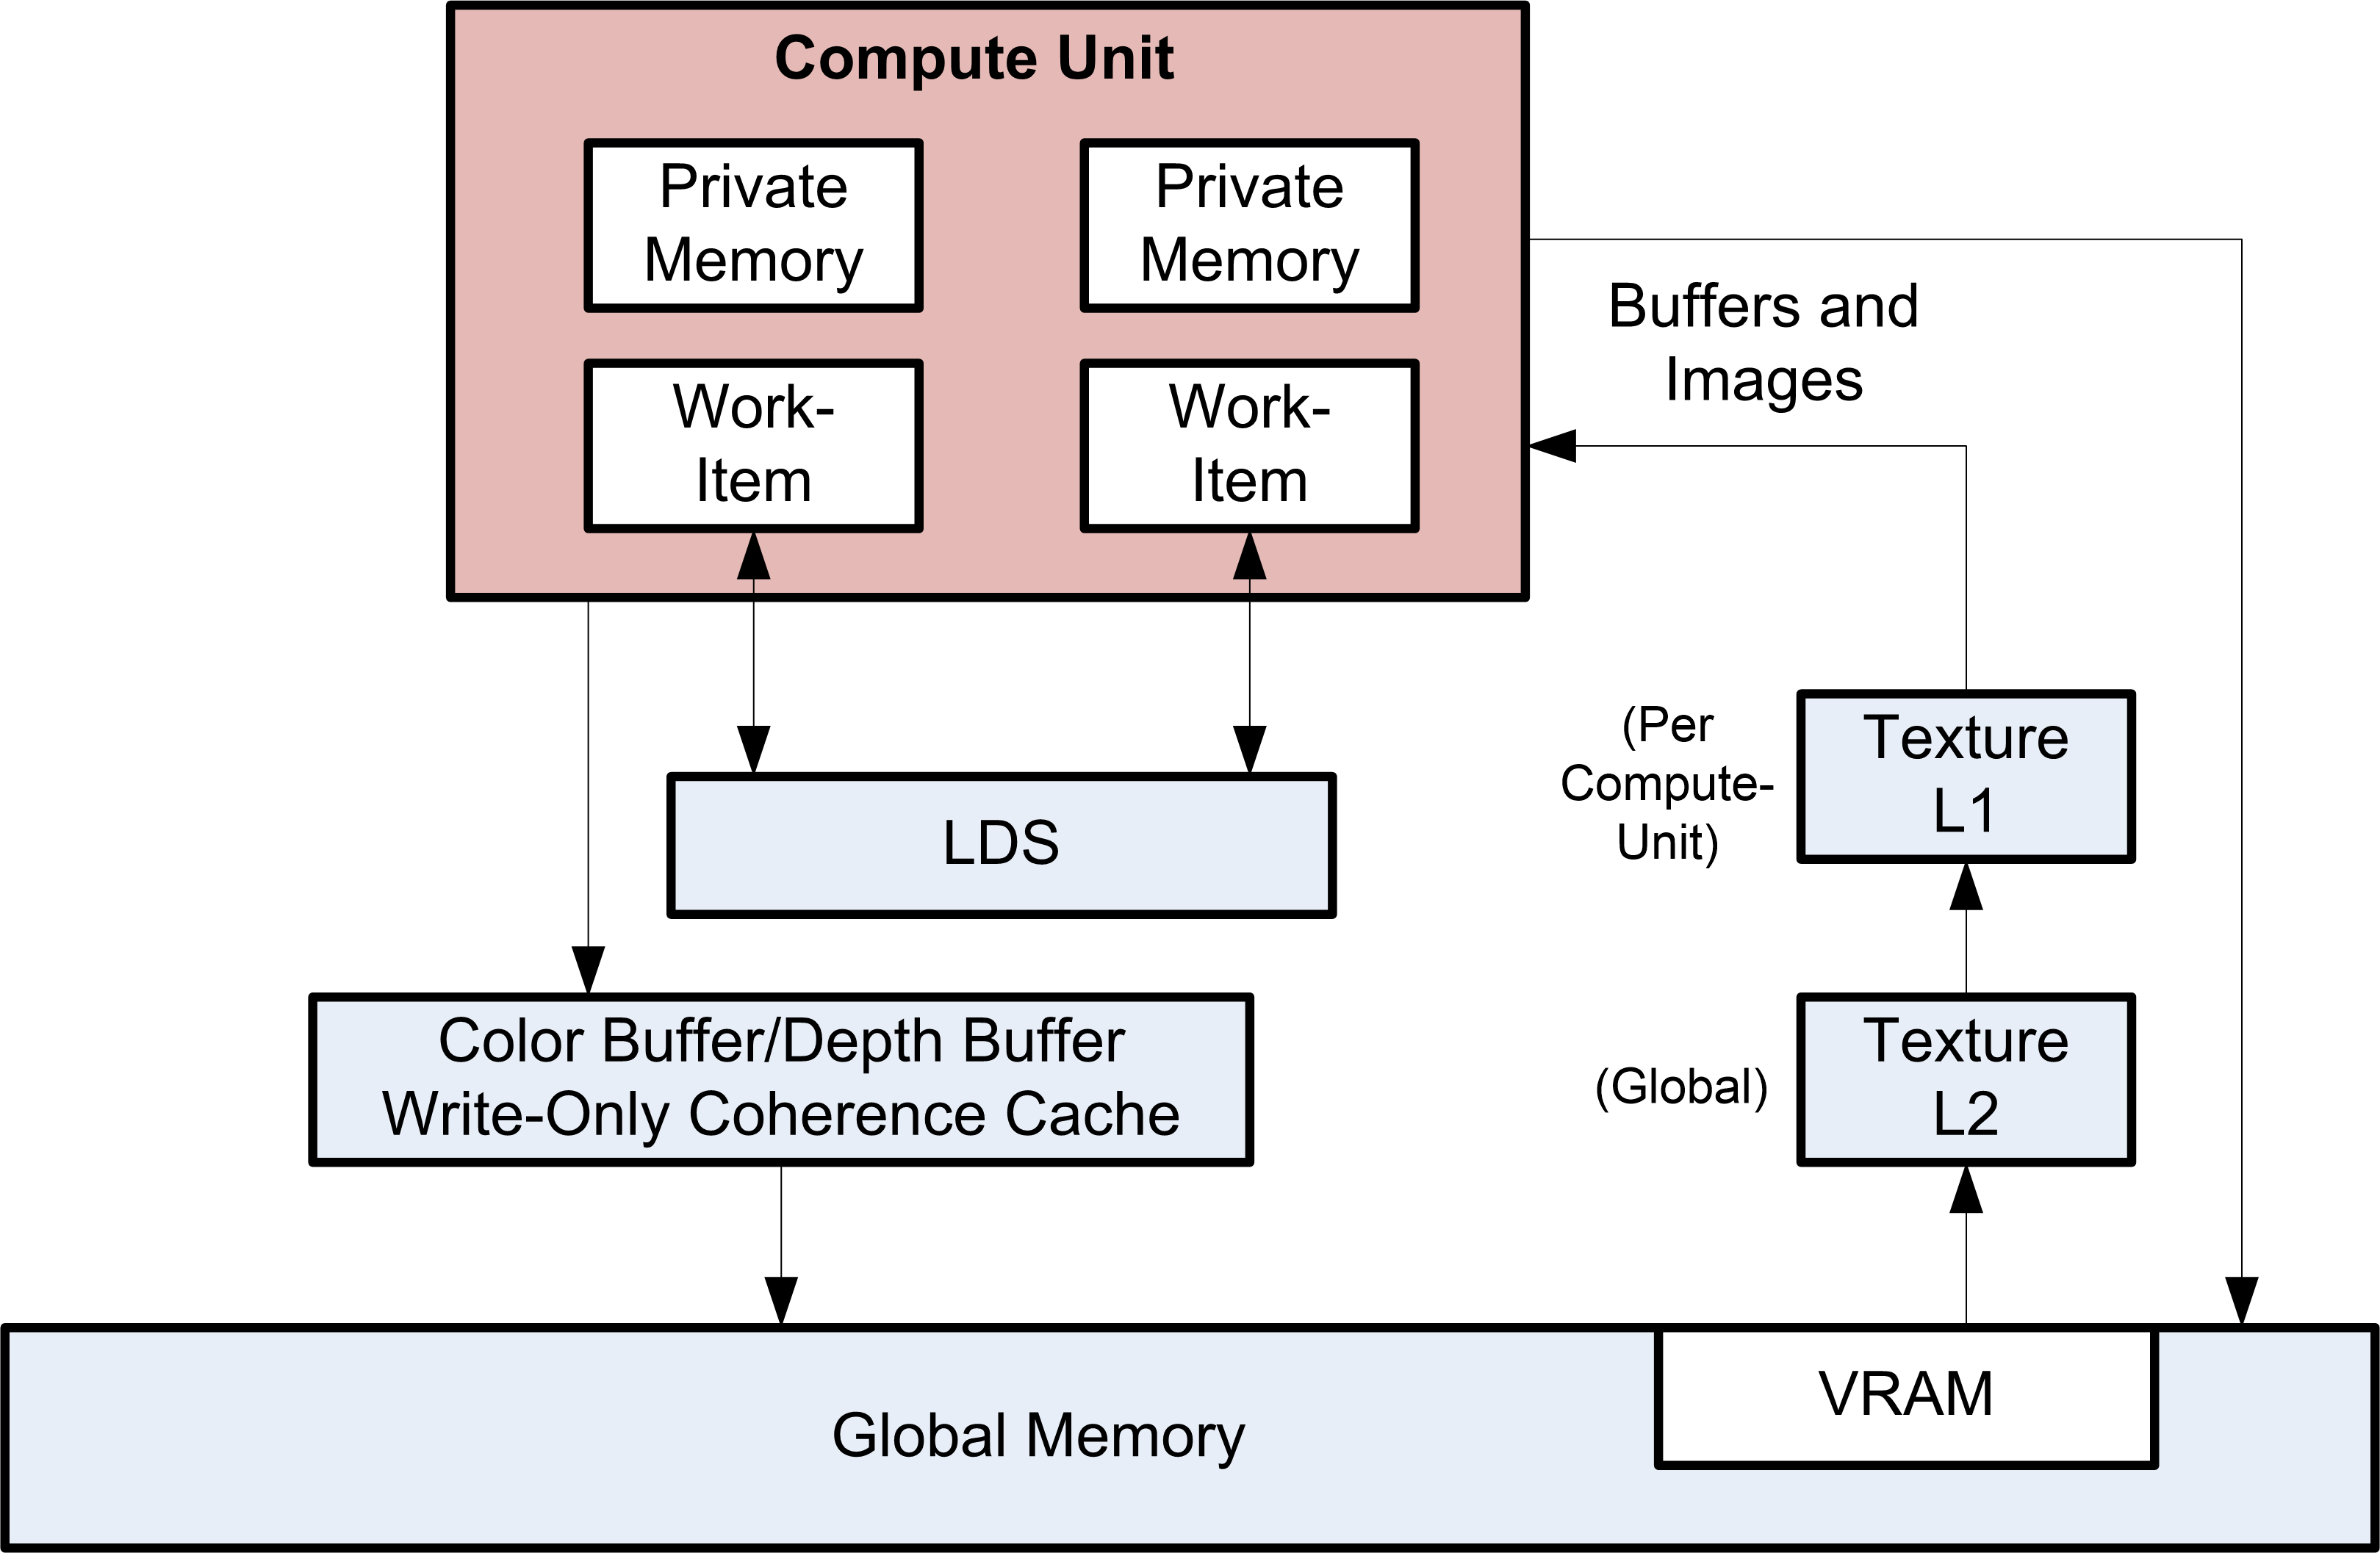 Compute Unit
Private
Memory
Private
Memory
Work-
Item
Work-
Item
Buffers and
Images
(Per
Compute-
Unit)
Texture
L1
LDS
Color Buffer/Depth Buffer
Write-Only Coherence Cache
(Global)
Texture
L2
Global Memory
VRAM